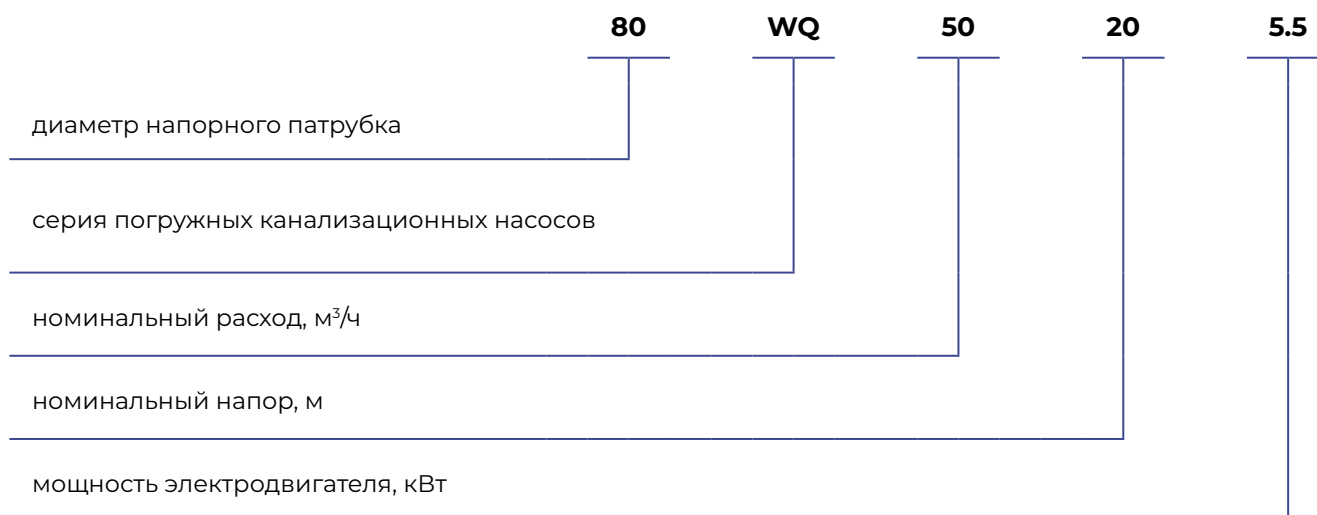 80 WQ 50 20 5.5
диаметр напорного патрубка
серия погружных канализационных насосов
номинальный расход, м³/ч
номинальный напор, м
мощность электродвигателя, кВт